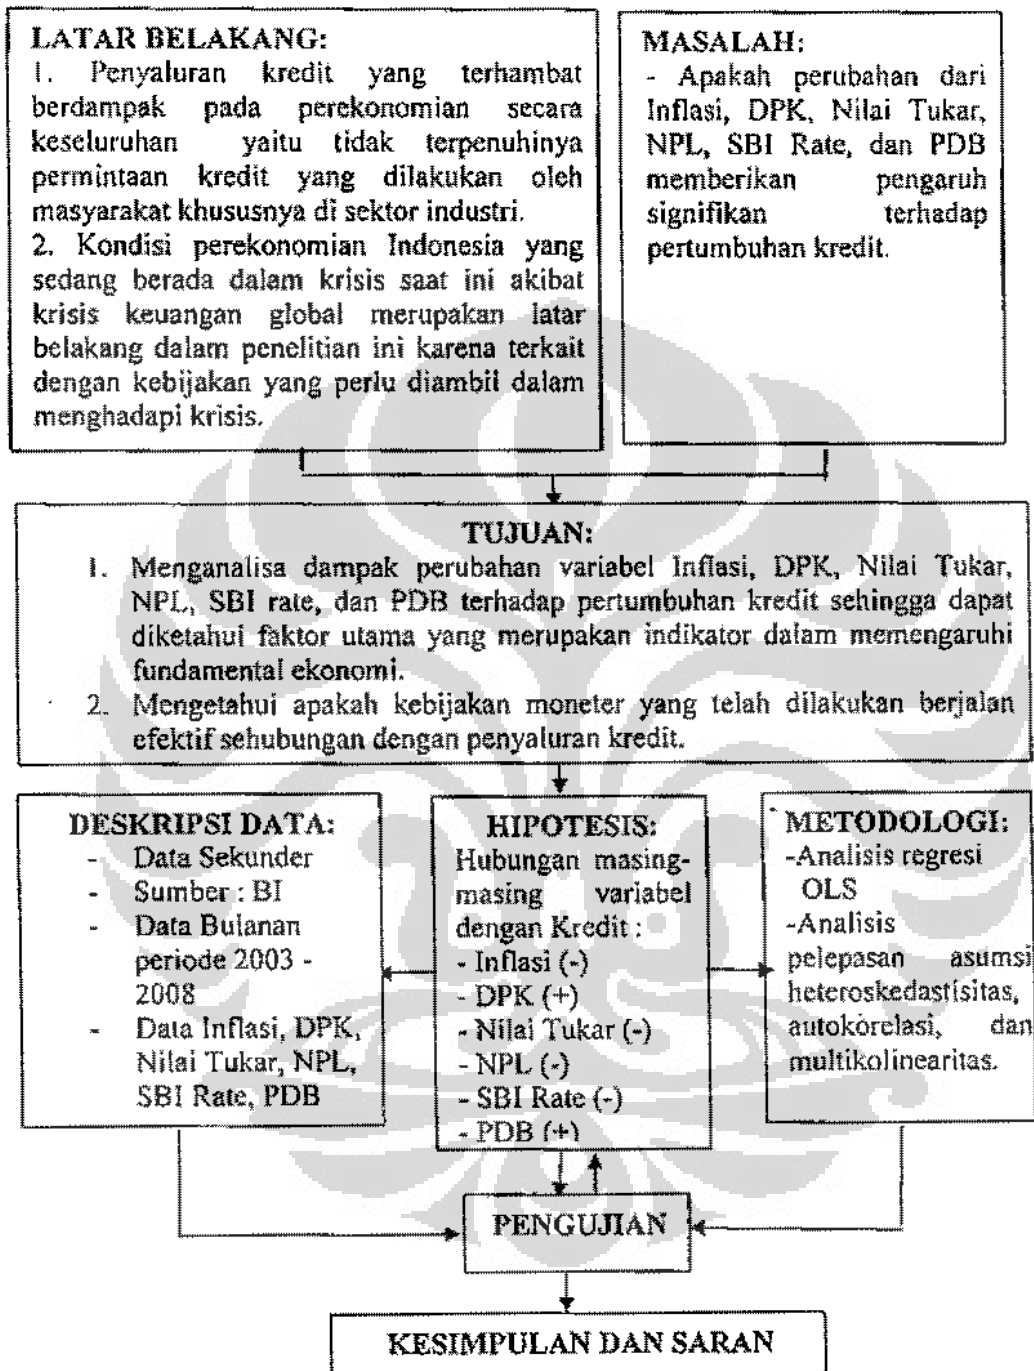 LATAR BELAKANG:
1. Penyaluran kredit yang terhambat
berdampak pada perekonomian secara
keseluruhan yaitu tidak terpenuhinya
permintaan kredit yang dilakukan oleh
masyarakat khususnya di sektor industri.
2. Kondisi perekonomian Indonesia yang
sedang berada dalam krisis saat ini akibat
krisis keuangan global merupakan latar
belakang dalam penelitian ini karena terkait
dengan kebijakan yang perlu diambil dalam
menghadapi krisis.
MASALAH:
- Apakah perubahan dari
Inflasi, DPK, Nilai Tukar,
NPL, SBI Rate, dan PDB
memberikan pengaruh
signifikan terhadap
pertumbuhan kredit.
TUJUAN:
1. Menganalisa dampak perubahan variabel Inflasi, DPK, Nilai Tukar,
NPL, SBI rate, dan PDB terhadap pertumbuhan kredit sehingga dapat
diketahui faktor utama yang merupakan indikator dalam memengaruhi
fundamental ekonomi.
2. Mengetahui apakah kebijakan moneter yang telah dilakukan berjalan
efektif sehubungan dengan penyaluran kredit.
DESKRIPSI DATA:
- Data Sekunder
- Sumber : BI
- Data Bulanan
periode 2003 -
2008
- Data Inflasi, DPK,
Nilai Tukar, NPL,
SBI Rate, PDB
HIPOTESIS:
Hubungan masing-
masing variabel
dengan Kredit :
- Inflasi (-)
- DPK (+)
- Nilai Tukar (-)
- NPL (-)
- SBI Rate (-)
- PDB (+)
METODOLOGI:
-Analisis regresi
OLS
-Analisis
pelepasan asumsi
heteroskedastisitas,
autokorelasi, dan
multikolinearitas.
PENGUJIAN
KESIMPULAN DAN SARAN